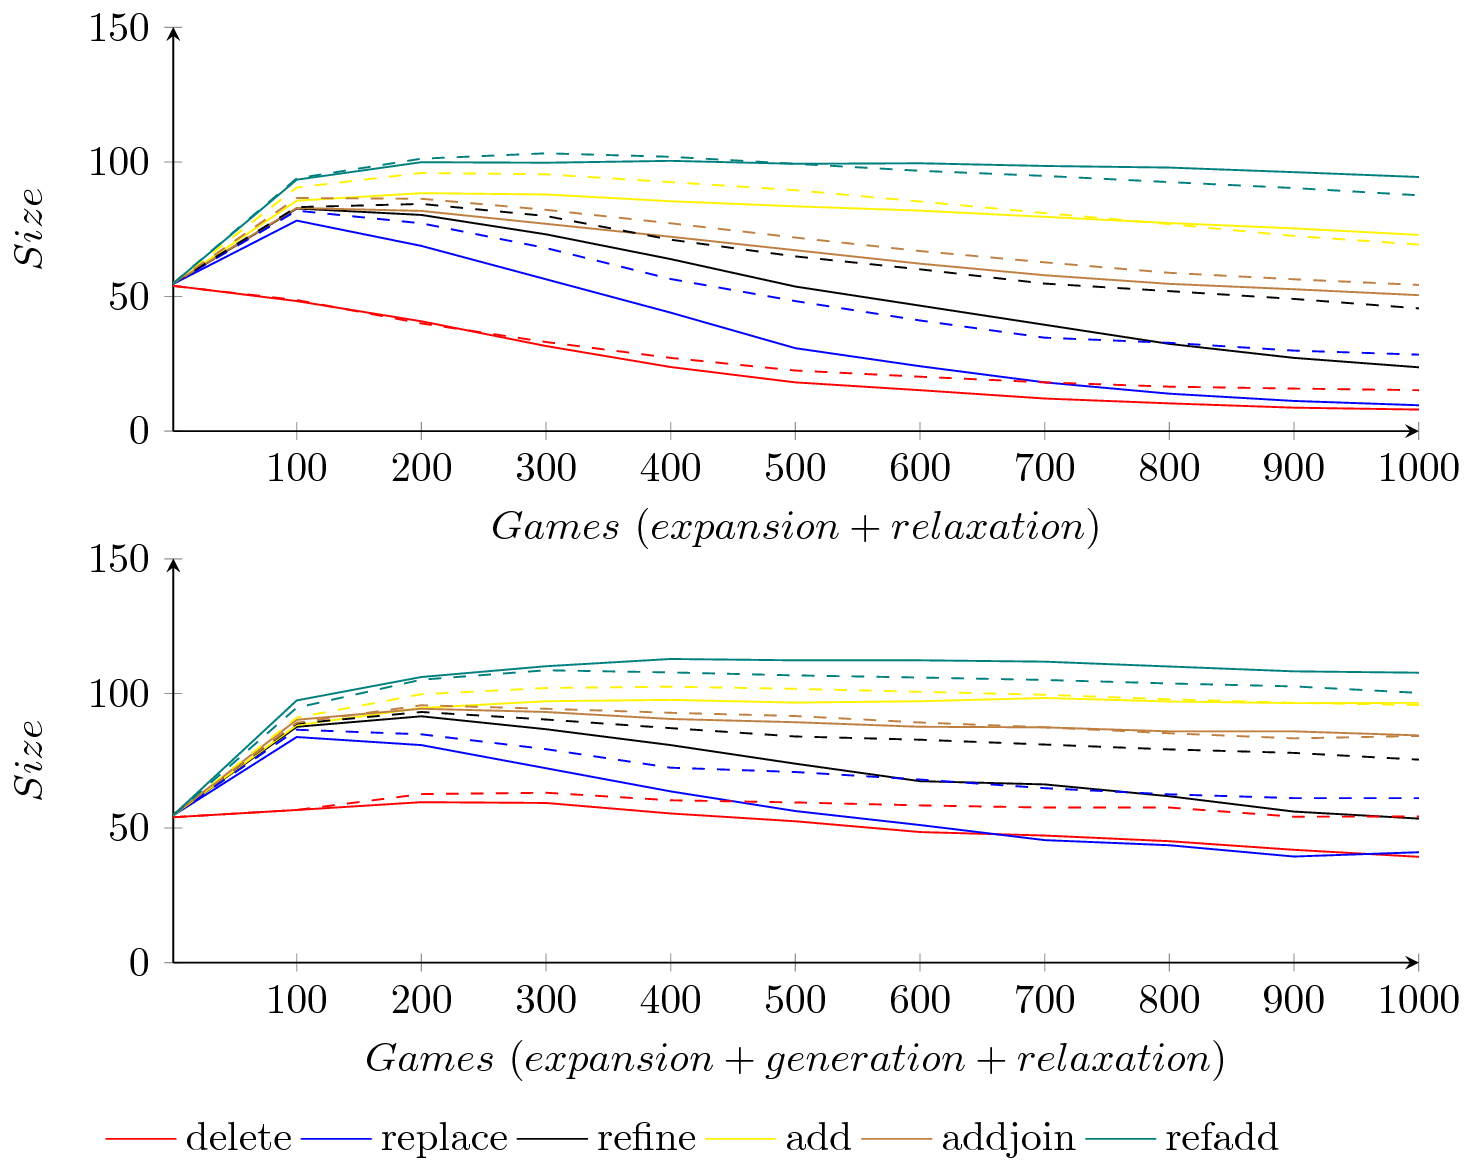 150
100
50
0
Size
100 200 300 400 500 600 700 800 900 1000
Games (expansion + relaxation)
150
100
50
0
Size
100 200 300 400 500 600 700 800 900 1000
Games (expansion + generation + relaxation)
delete replace refine add addjoin refadd